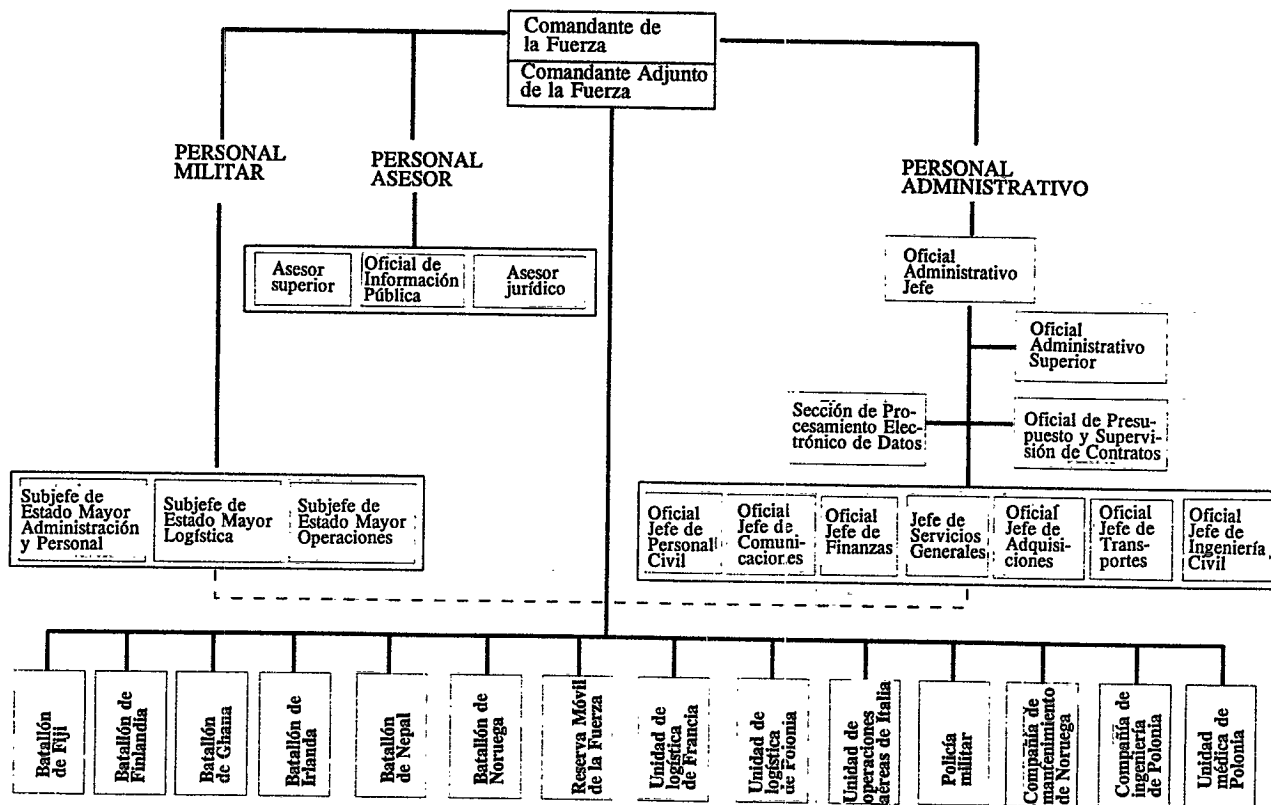 Comandante de
la Fuerza
Comandante Adjunto
de la Fuerza
PERSONAL
MILITAR
PERSONAL
ASESOR
PERSONAL
ADMINISTRATIVO
Asesor
superior
Oficial de
Información
Pública
Asesor
jurídico
Oficial
Administrativo
Jefe
Oficial
Administrativo
Superior
Sección de Pro-
cesamiento Elec-
trónico de Datos
Oficial de Presu-
puesto y Supervi-
sión de Contratos
Subjefe de
Estado Mayor
Administración
y Personal
Subjefe de
Estado Mayor
Logística
Subjefe de
Estado Mayor
Operaciones
Oficial
Jefe de
Personal
Civil
Oficial
Jefe de
Comuni-
caciones
Oficial
Jefe de
Finanzas
Jefe de
Servicios
Generales
Oficial
Jefe de
Adquisi-
ciones
Oficial
Jefe de
Trans-
portes
Oficial
Jefe de
Ingeniería
Civil
Batallón
de Fiji
Batallón de
Finlandia
Batallón
de Ghana
Batallón de
Irlanda
Batallón
de Nepal
Batallón de
Noruega
Reserva Móvil
de la Fuerza
Unidad de
logística
de Francia
Unidad de
logística
de Polonia
Unidad de
operaciones
aéreas de Italia
Policía
militar
Compañía de
mantenimiento
de Noruega
Compañía de
ingeniería
de Polonia
Unidad
médica de
Polonia